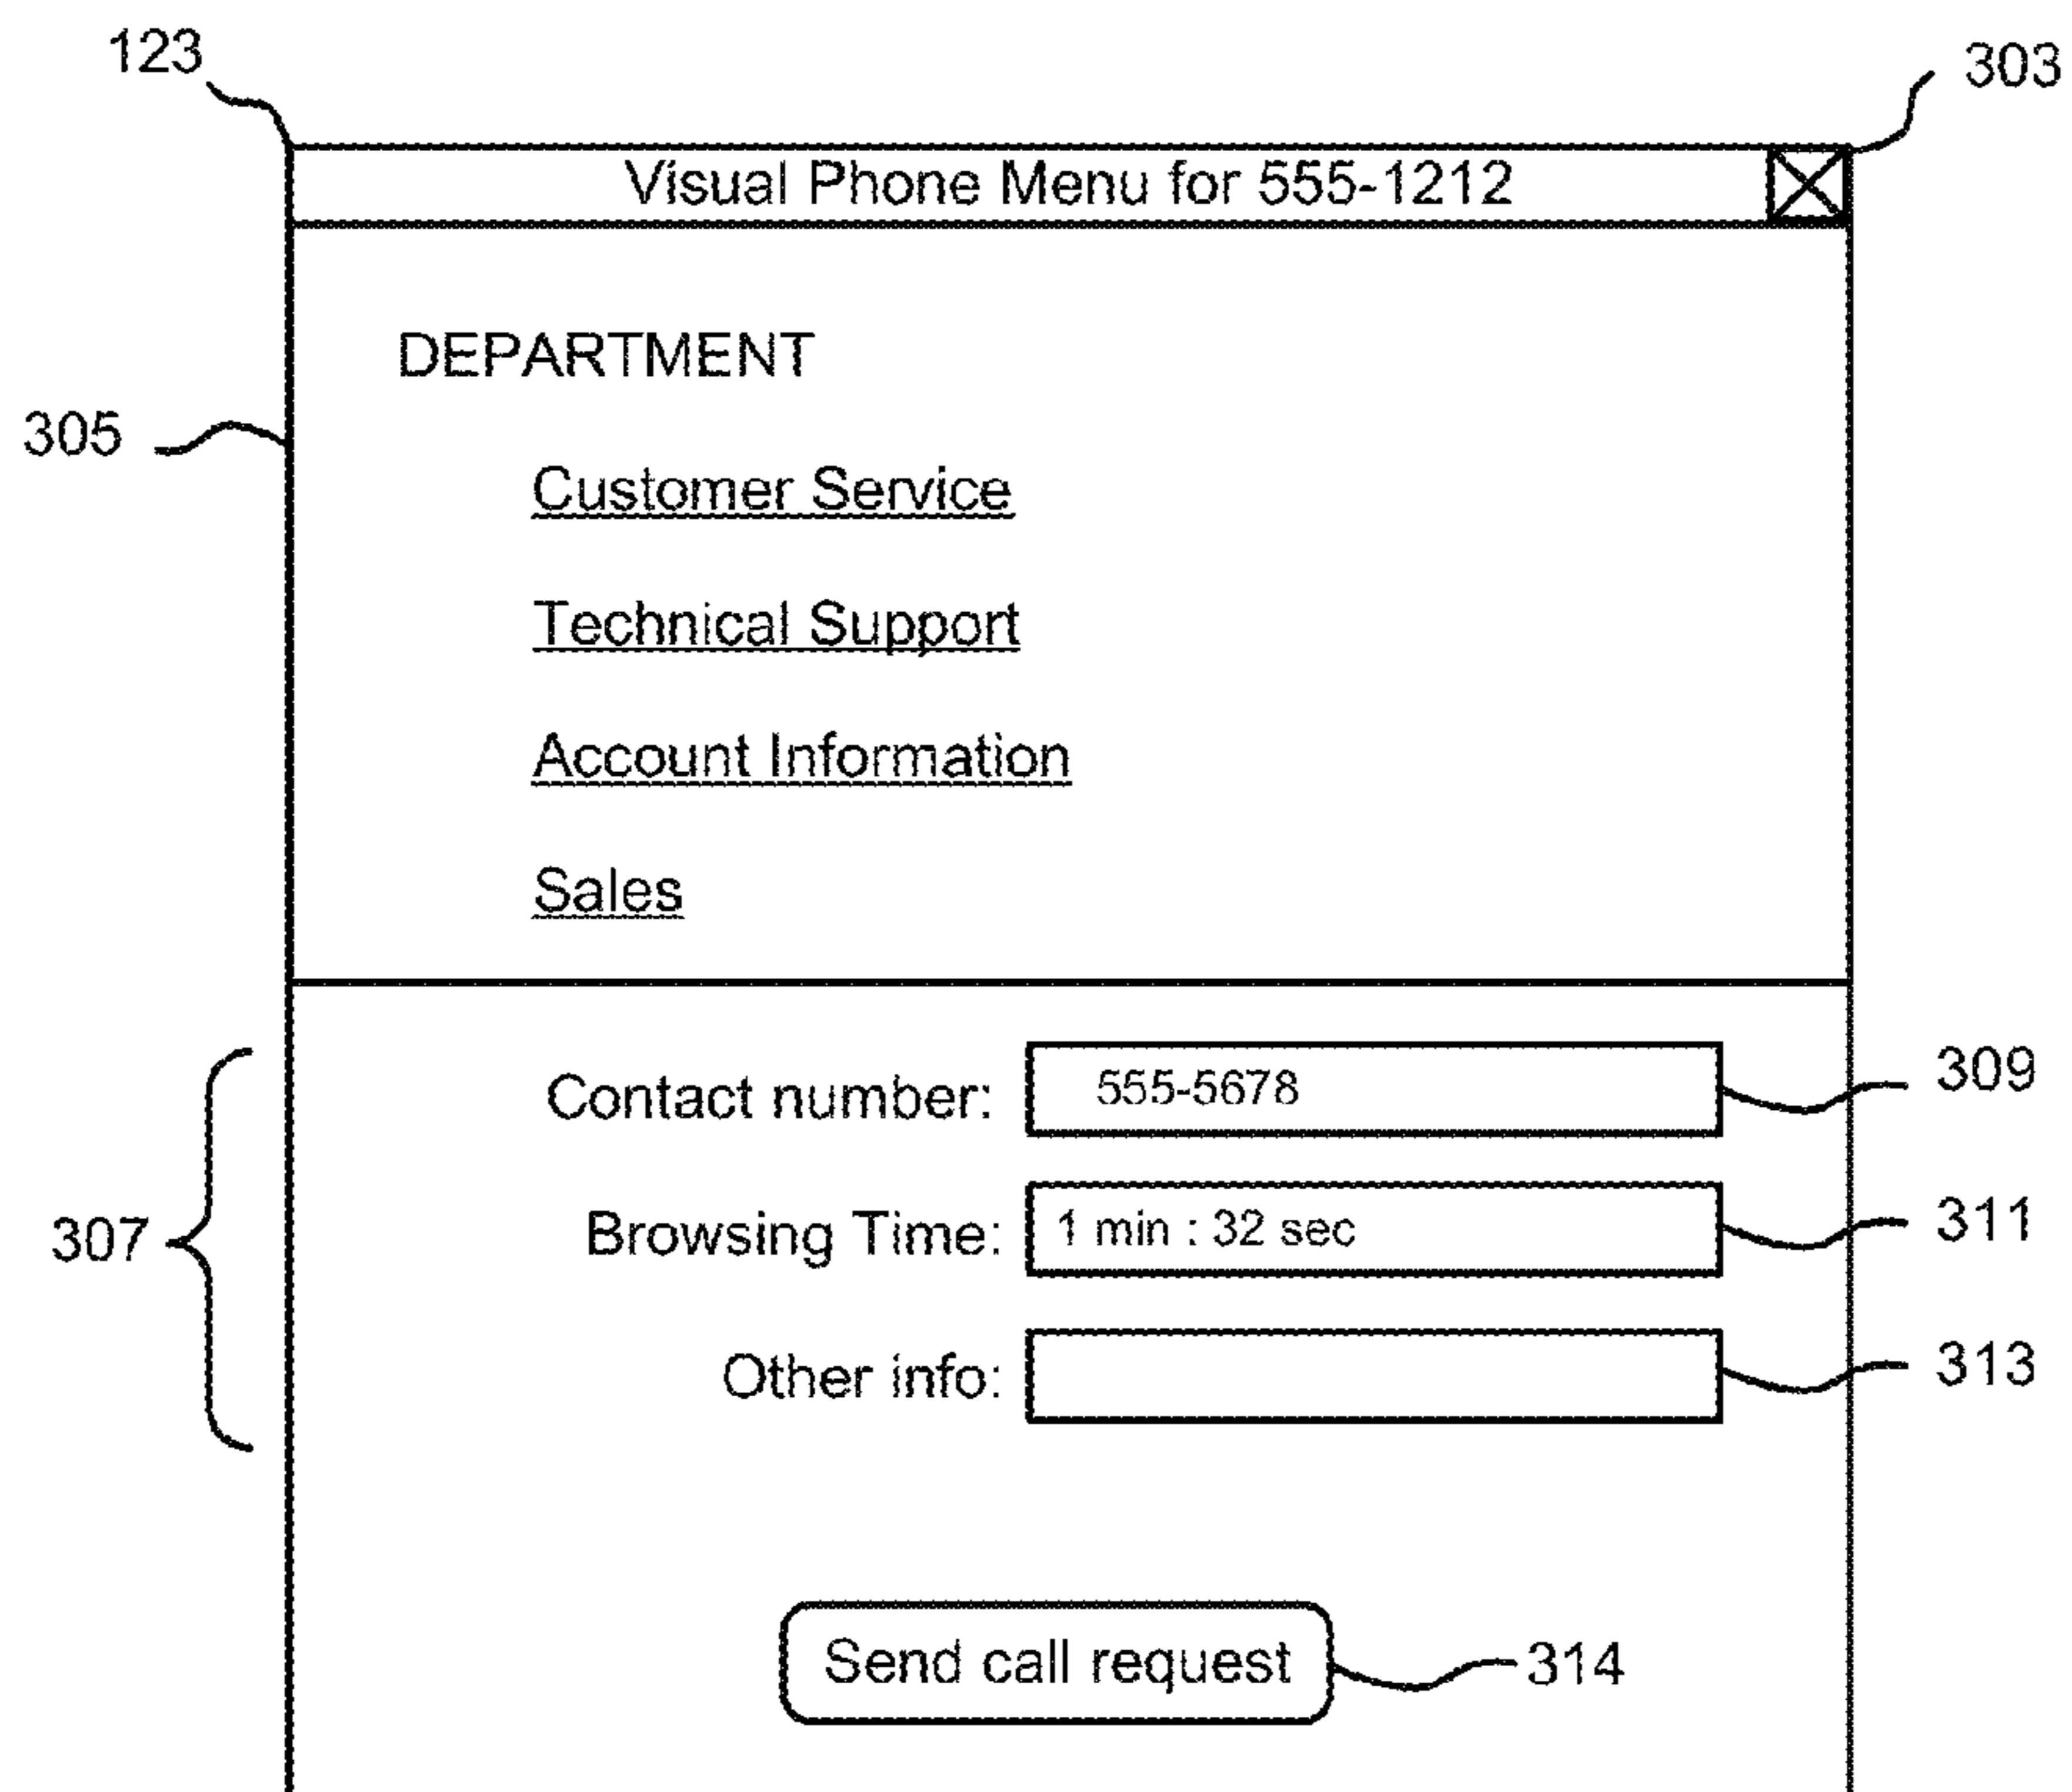 123
303
Visual Phone Menu for 555-1212
DEPARTMENT
305
Customer Service
Technical Support
Account Information
Sales
Contact number: 555-5678 309
307 Browsing Time: 1 min : 32 sec 311
Other info: 313
Send call request 314